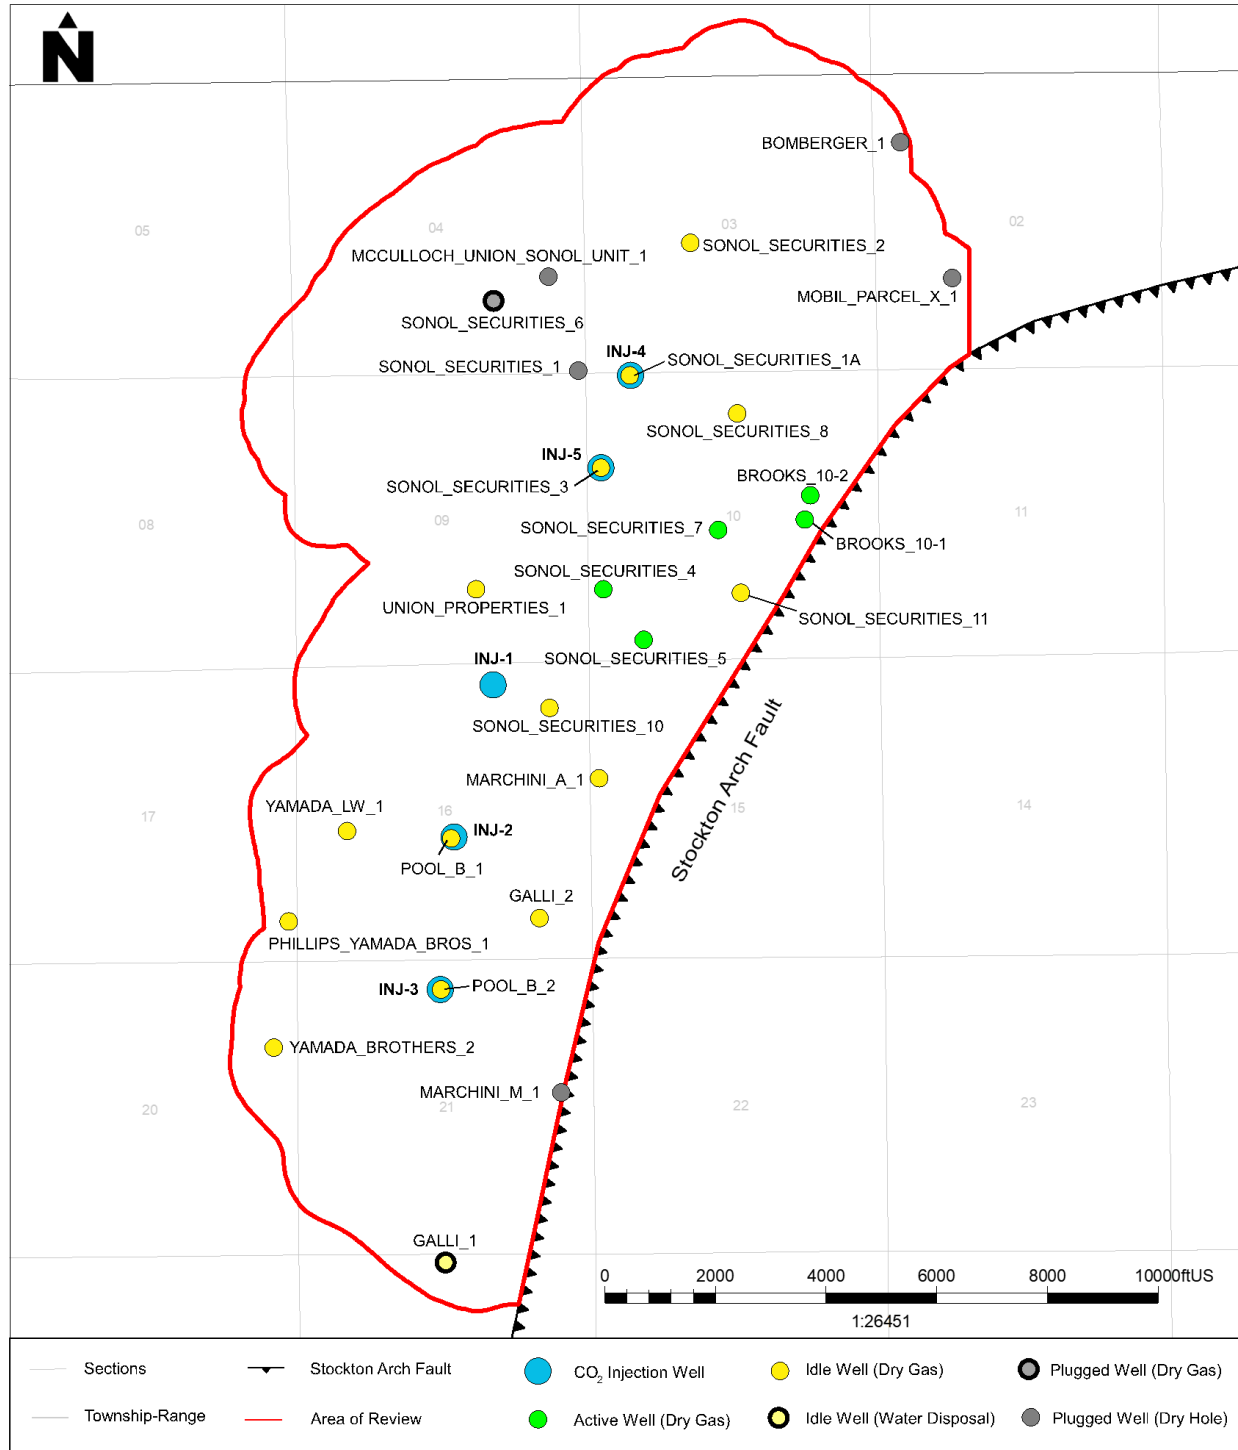 N
BOMBERGER_1
05
04
03
02
SONOL_SECURITIES_2
MCCULLOCH_UNION_SONOL_UNIT_1
MOBIL_PARCEL_X_1
SONOL_SECURITIES_6
INJ-4
SONOL_SECURITIES_1A
SONOL_SECURITIES_1
SONOL_SECURITIES_8
INJ-5
BROOKS_10-2
SONOL_SECURITIES_3
08
09
10
11
SONOL_SECURITIES_7
BROOKS_10-1
SONOL_SECURITIES_4
UNION_PROPERTIES_1
SONOL_SECURITIES_11
SONOL_SECURITIES_5
INJ-1
SONOL_SECURITIES_10
Stockton Arch Fault
MARCHINI_A_1
YAMADA_LW_1
17
16
15
14
INJ-2
POOL_B_1
GALLI_2
PHILLIPS_YAMADA_BROS_1
INJ-3
POOL_B_2
YAMADA_BROTHERS_2
MARCHINI_M_1
20
21
22
23
GALLI_1
0 2000 4000 6000 8000 10000ftUS
1:26451
Sections
Stockton Arch Fault
CO2 Injection Well
Idle Well (Dry Gas)
Plugged Well (Dry Gas)
Township-Range
Area of Review
Active Well (Dry Gas)
Idle Well (Water Disposal)
Plugged Well (Dry Hole)